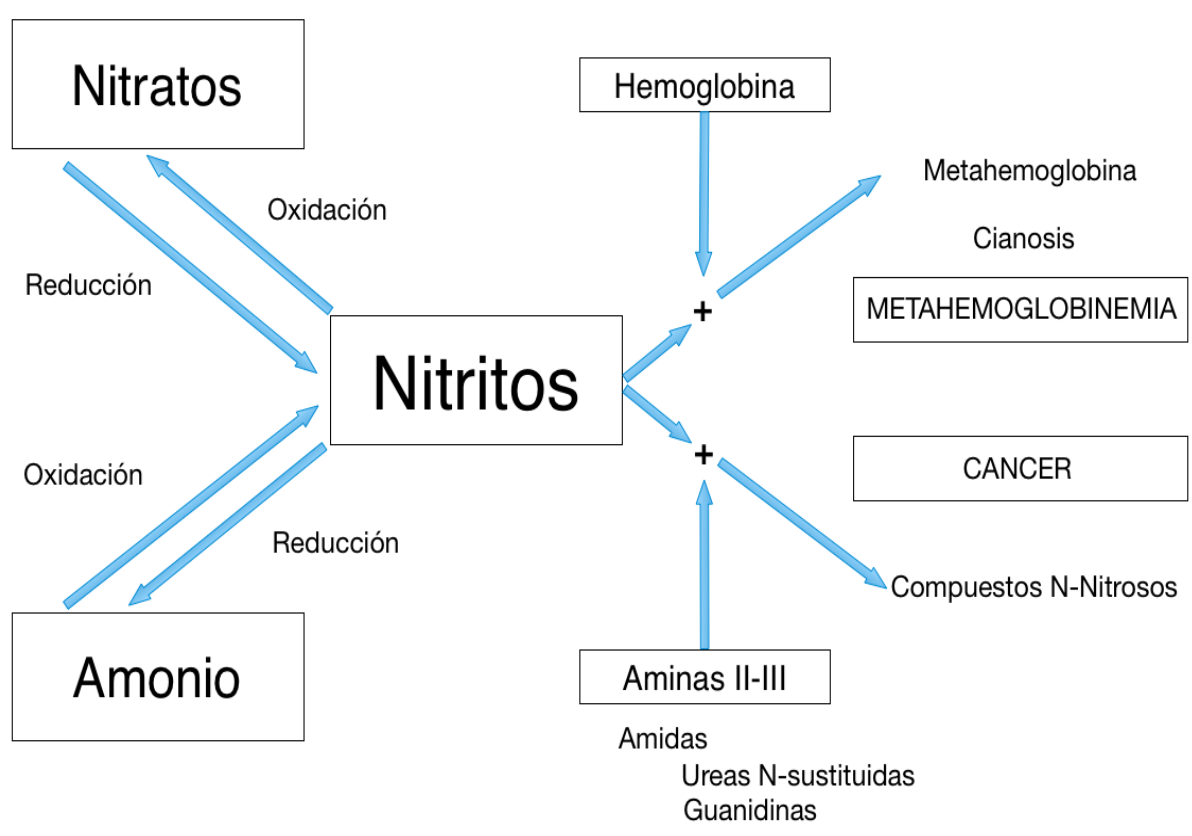 Nitratos
Hemoglobina
Metahemoglobina
Oxidación
Cianosis
Reducción
METAHEMOGLOBINEMIA
+
Nitritos
+
CANCER
Oxidación
Reducción
Compuestos N-Nitrosos
Amonio
Aminas II-III
Amidas
Ureas N-sustituidas
Guanidinas